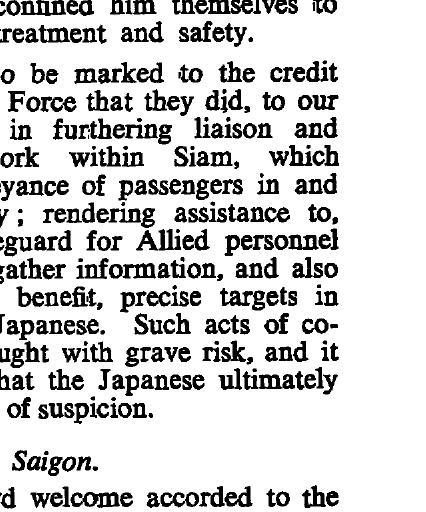 confined him themselves to
treatment and safety.
o be marked to the credit
Force that they did, to our
in furthering liaison and
ork within Siam, which
eyance of passengers in and
y; rendering assistance to,
eguard for Allied personnel
gather information, and also
benefit, precise targets in
Japanese. Such acts of co-
ught with grave risk, and it
hat the Japanese ultimately
of suspicion.
Saigon.
d welcome accorded to the